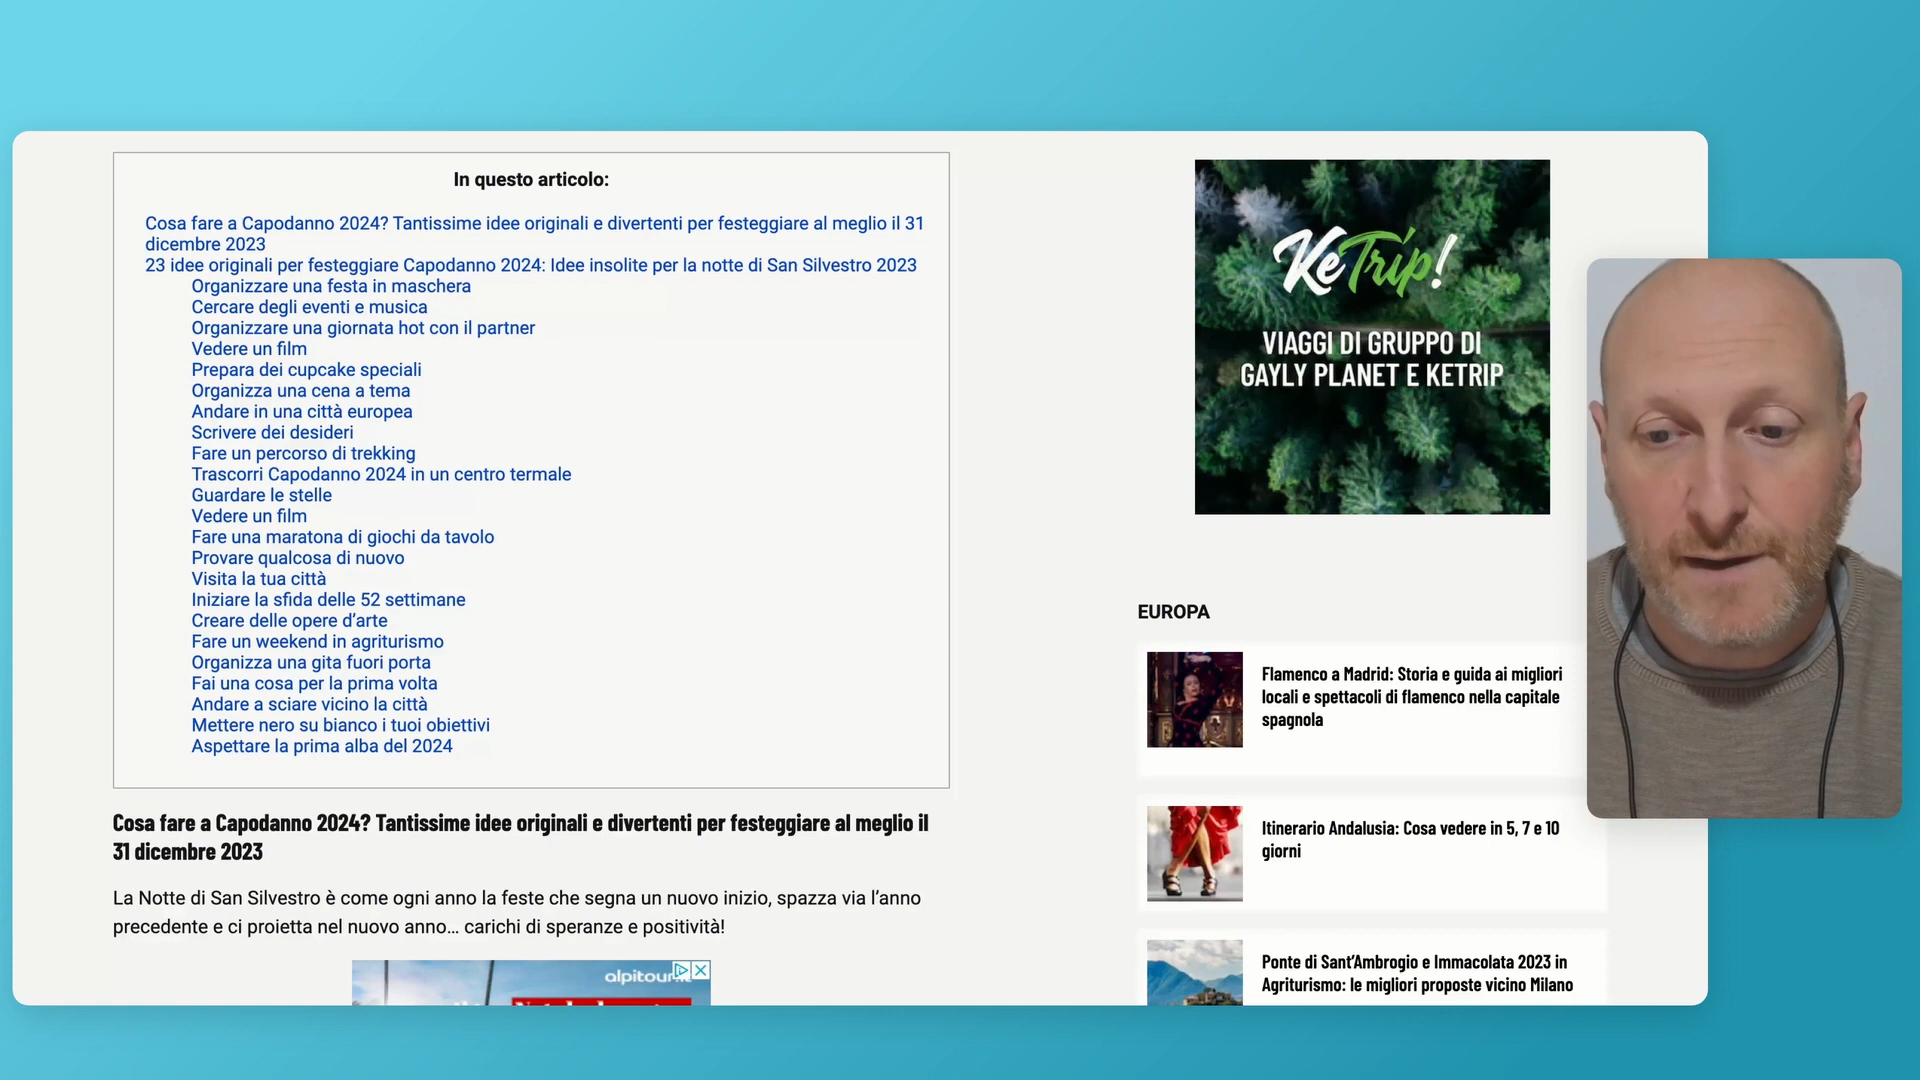 In questo articolo:
Cosa fare a Capodanno 2024? Tantissime idee originali e divertenti per festeggiare al meglio il 31
dicembre 2023
23 idee originali per festeggiare Capodanno 2024: Idee insolite per la notte di San Silvestro 2023
Organizzare una festa in maschera
Cercare degli eventi e musica
Organizzare una giornata hot con il partner
Vedere un film
Prepara dei cupcake speciali
Organizza una cena a tema
Andare in una città europea
Scrivere dei desideri
Fare un percorso di trekking
Trascorri Capodanno 2024 in un centro termale
Guardare le stelle
Vedere un film
Fare una maratona di giochi da tavolo
Provare qualcosa di nuovo
Visita la tua città
Iniziare la sfida delle 52 settimane
Creare delle opere d’arte
Fare un weekend in agriturismo
Organizza una gita fuori porta
Fai una cosa per la prima volta
Andare a sciare vicino la città
Mettere nero su bianco i tuoi obiettivi
Aspettare la prima alba del 2024
Cosa fare a Capodanno 2024? Tantissime idee originali e divertenti per festeggiare al meglio il
31 dicembre 2023
La Notte di San Silvestro è come ogni anno la feste che segna un nuovo inizio, spazza via l’anno
precedente e ci proietta nel nuovo anno… carichi di speranze e positività!
KeTrip!
VIAGGI DI GRUPPO DI
GAYLY PLANET E KETRIP
EUROPA
Flamenco a Madrid: Storia e guida ai migliori
locali e spettacoli di flamenco nella capitale
spagnola
Itinerario Andalusia: Cosa vedere in 5, 7 e 10
giorni
Ponte di Sant’Ambrogio e Immacolata 2023 in
Agriturismo: le migliori proposte vicino Milano